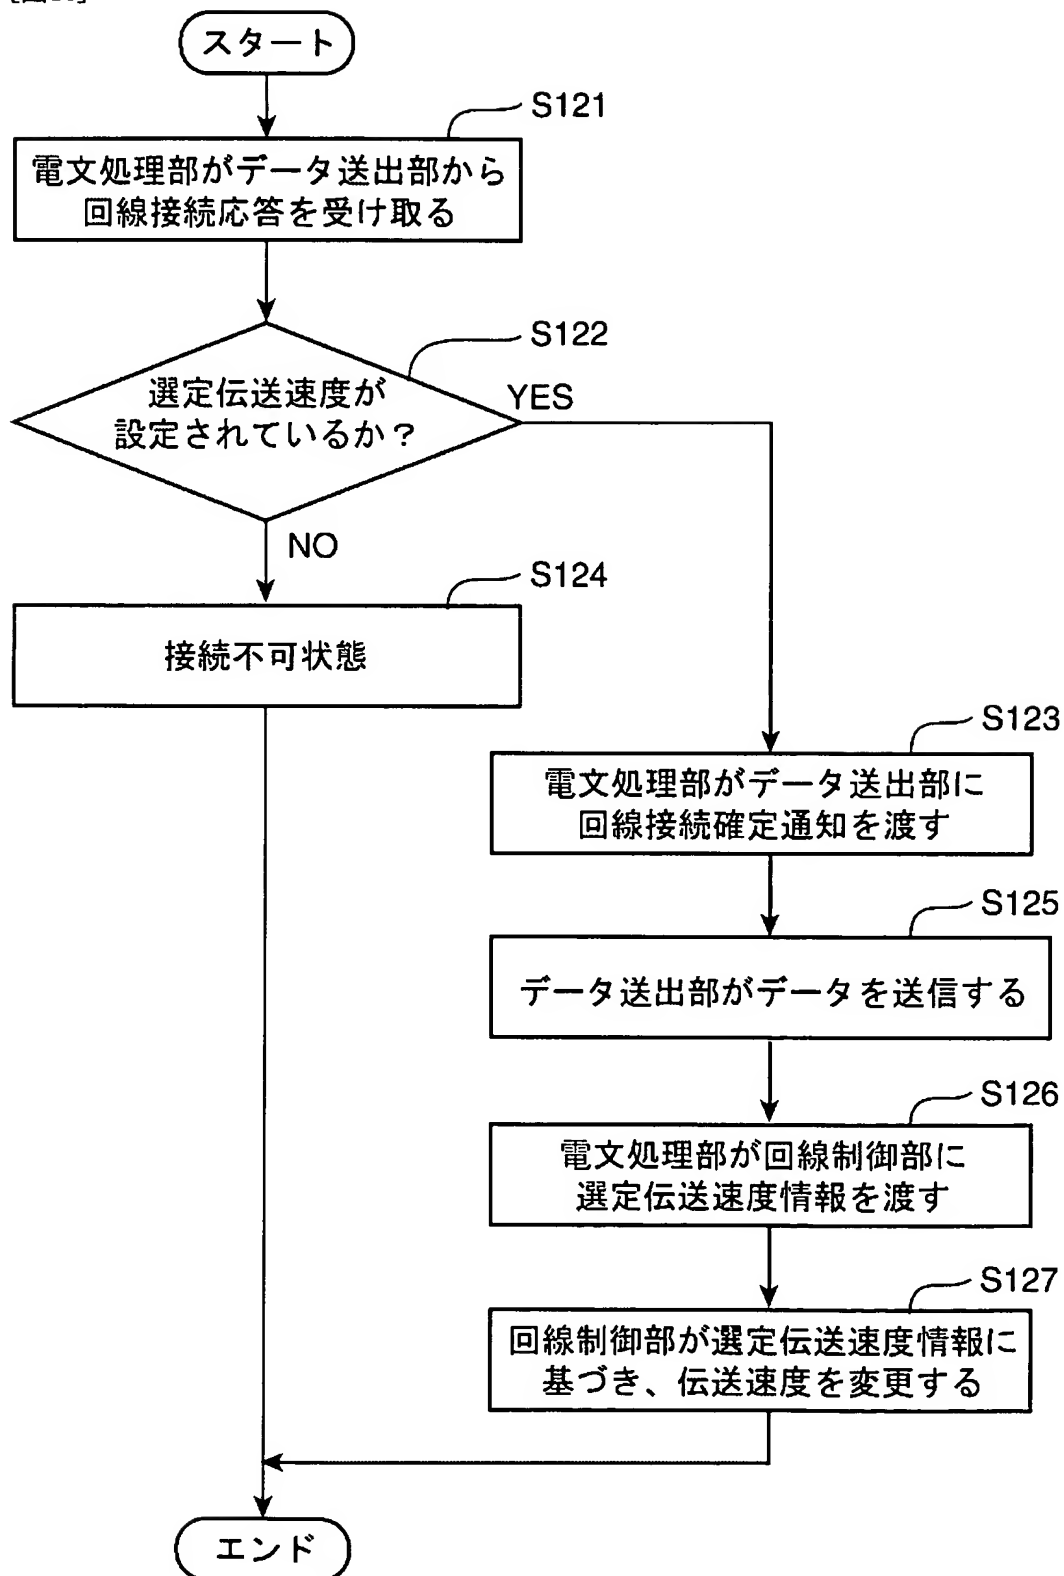 スタート
S121
電文処理部がデータ送出部から
回線接続応答を受け取る
S122
選定伝送速度が
設定されているか？
YES
NO
S124
接続不可状態
S123
電文処理部がデータ送出部に
回線接続確定通知を渡す
S125
データ送出部がデータを送信する
S126
電文処理部が回線制御部に
選定伝送速度情報を渡す
S127
回線制御部が選定伝送速度情報に
基づき、伝送速度を変更する
エンド